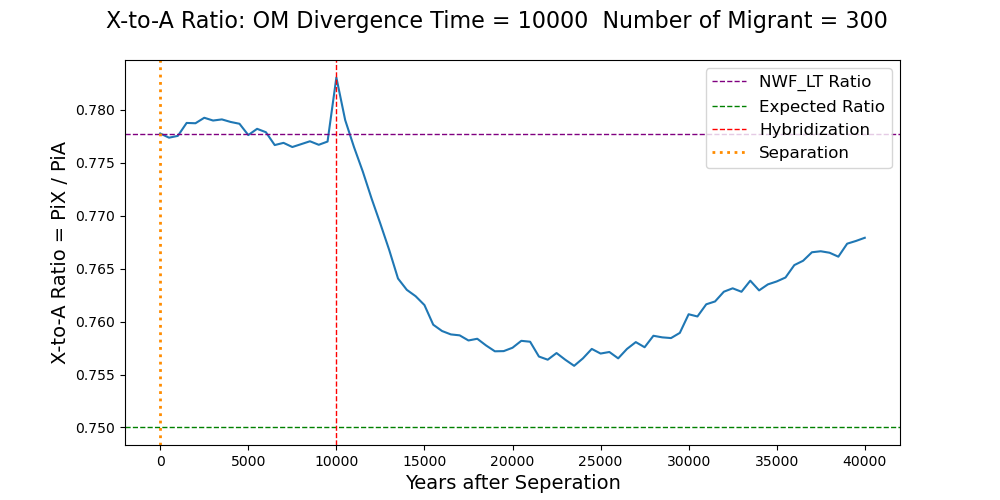 X-to-A Ratio: OM Divergence Time = 10000  Number of Migrant = 300
X-to-A Ratio = PiX / PiA
0.780
0.775
0.770
0.765
0.760
0.755
0.750
NWF_LT Ratio
Expected Ratio
Hybridization
Separation
0 5000 10000 15000 20000 25000 30000 35000 40000
Years after Seperation